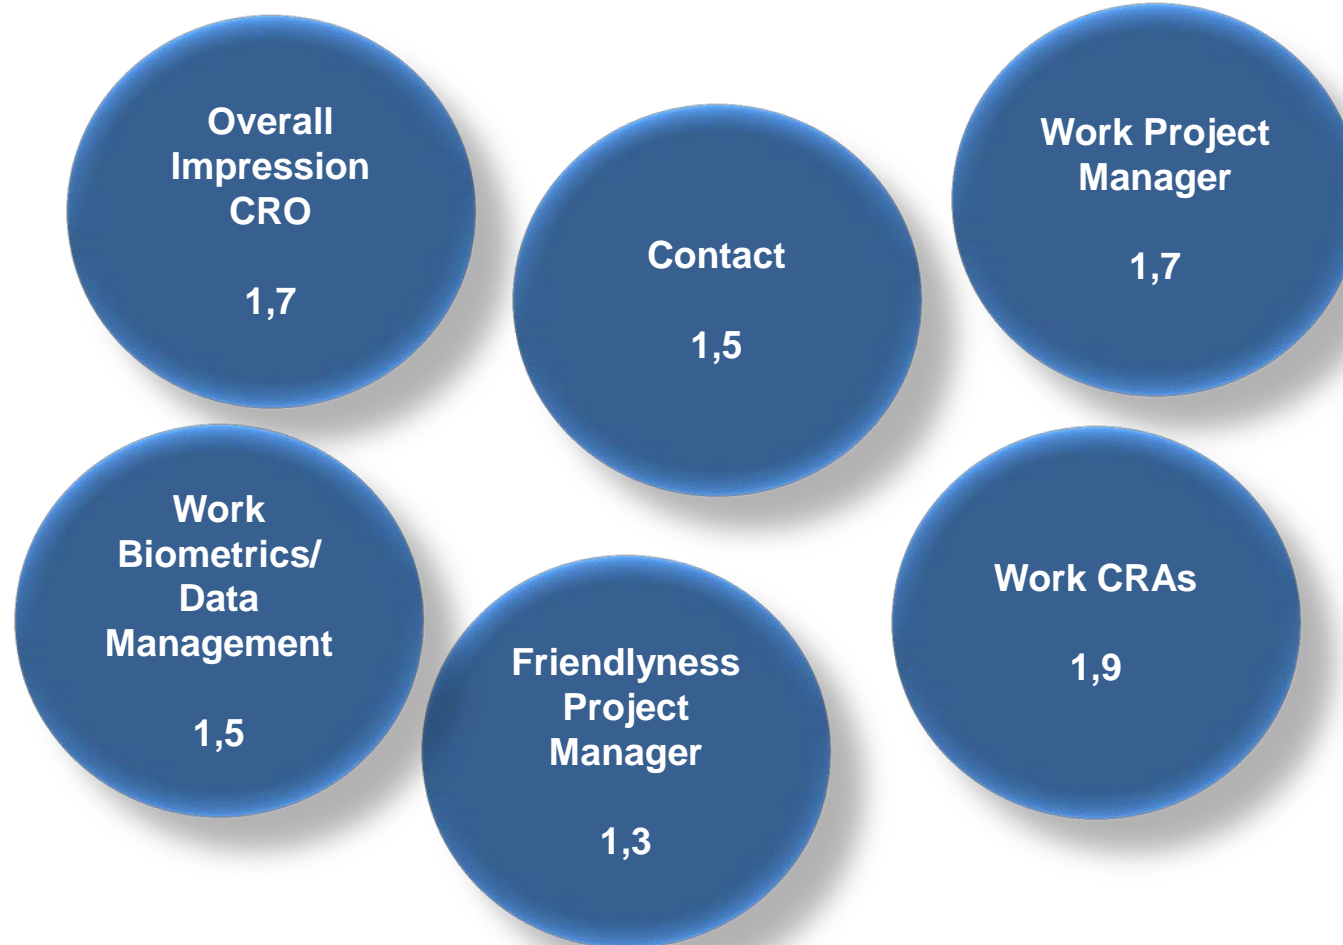 Overall
Impression
CRO
1,7
Contact
1,5
Work Project
Manager
1,7
Work
Biometrics/
Data
Management
1,5
Friendlyness
Project
Manager
1,3
Work CRAs
1,9